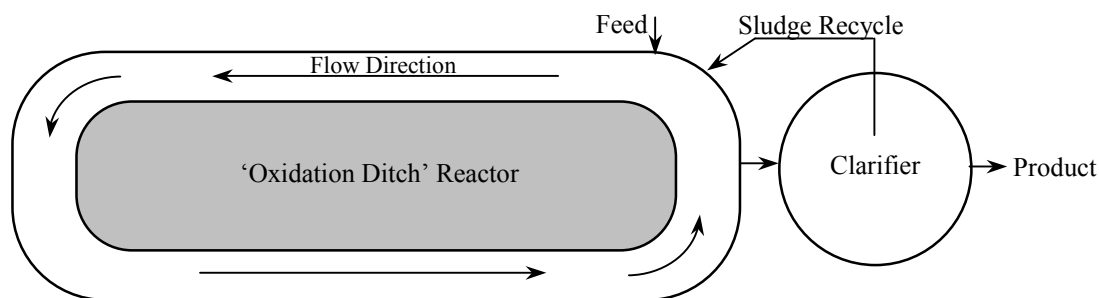 Feed
Sludge Recycle
Flow Direction
‘Oxidation Ditch’ Reactor
Clarifier
Product